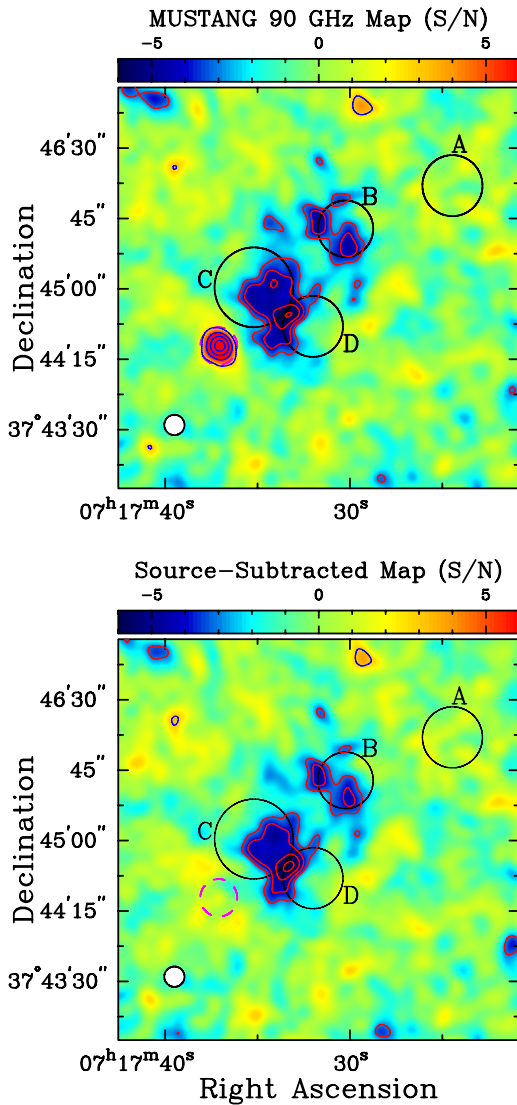 MUSTANG 90 GHz Map (S/N)
−5 0 5
A
46′30″
B
45″
C
45′00″
D
44′15″
37°43′30″
Declination
07ʰ17ᵐ40ˢ 30ˢ
Source−Subtracted Map (S/N)
−5 0 5
A
46′30″
B
45″
C
45′00″
D
44′15″
37°43′30″
Declination
07ʰ17ᵐ40ˢ 30ˢ
Right Ascension